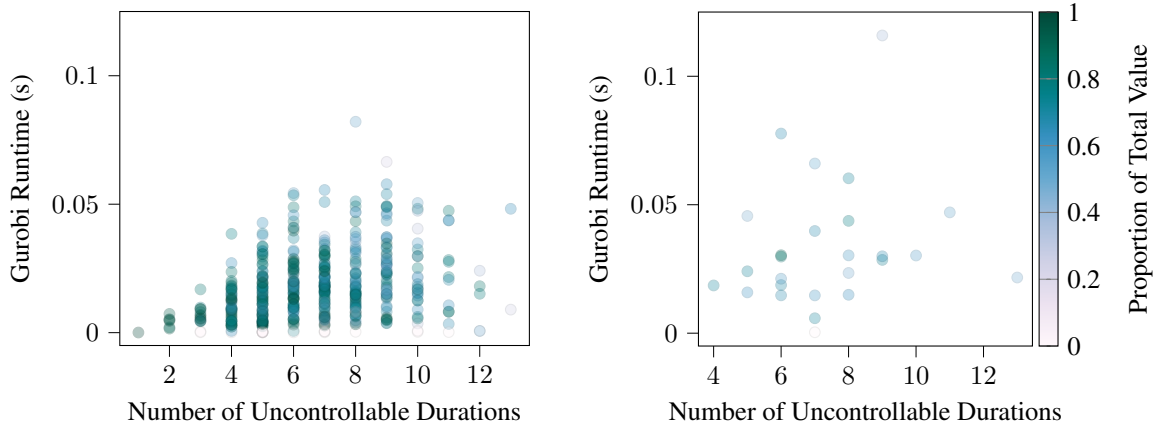 Gurobi Runtime (s)
0.1
0.05
0
2 4 6 8 10 12
Number of Uncontrollable Durations
Gurobi Runtime (s)
0.1
0.05
0
4 6 8 10 12
Number of Uncontrollable Durations
1
0.8
0.6
0.4
0.2
0
Proportion of Total Value